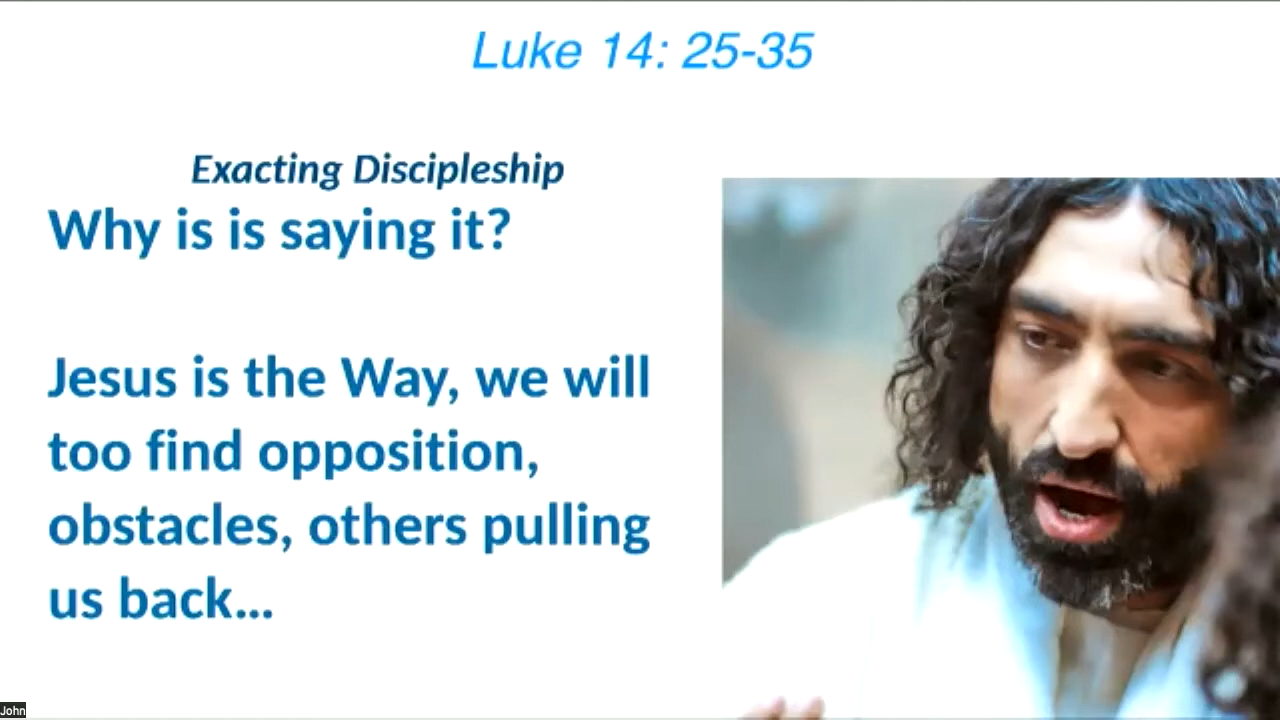 Luke 14: 25-35
Exacting Discipleship
Why is is saying it?
Jesus is the Way, we will
too find opposition,
obstacles, others pulling
us back...
John